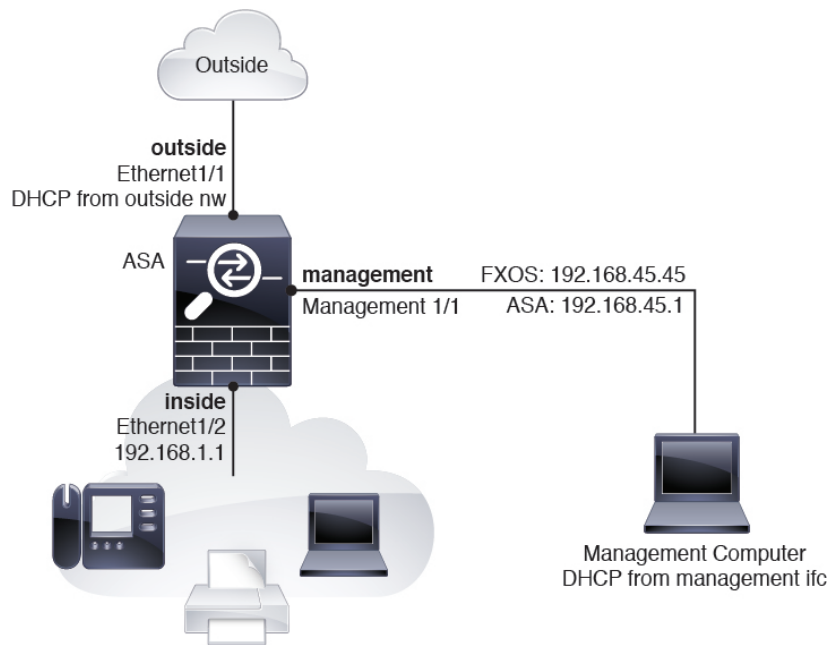 Outside
outside
Ethernet1/1
DHCP from outside nw
ASA
management
Management 1/1
FXOS: 192.168.45.45
ASA: 192.168.45.1
inside
Ethernet1/2
192.168.1.1
Management Computer
DHCP from management ifc